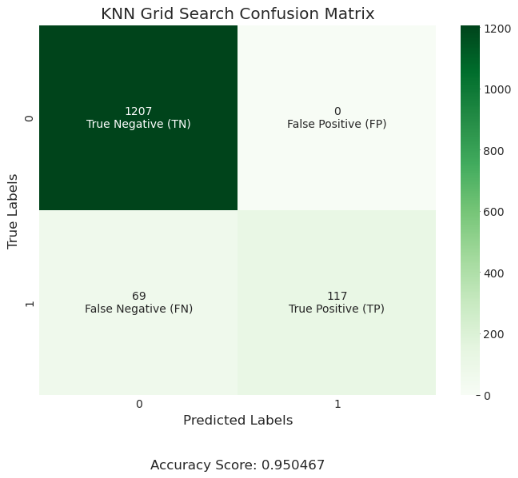 KNN Grid Search Confusion Matrix
1207
True Negative (TN)
0
False Positive (FP)
69
False Negative (FN)
117
True Positive (TP)
True Labels
0
1
0
1
Predicted Labels
1200
1000
800
600
400
200
0
Accuracy Score: 0.950467